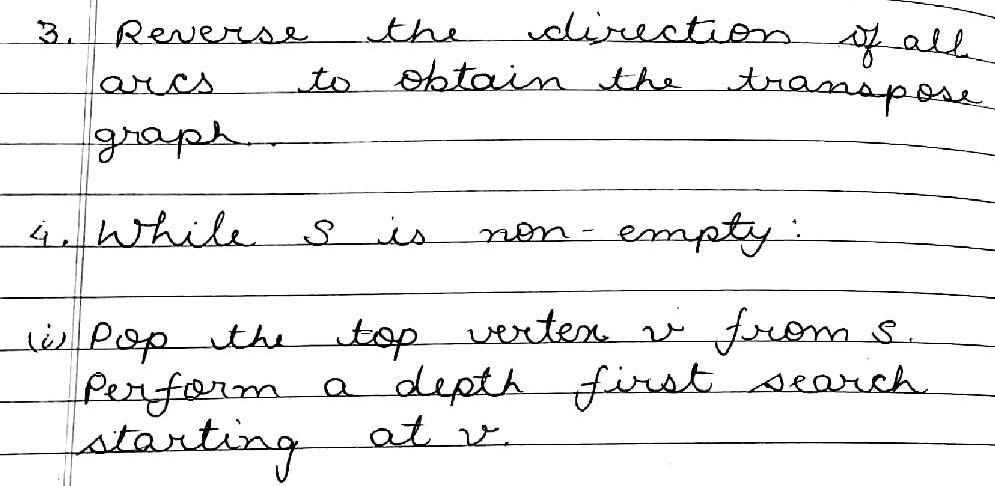 3. Reverse the direction of all
arcs to obtain the transpose
graph.
4. While S is non-empty:
(i) Pop the top vertex v from S.
Perform a depth first search
starting at v.